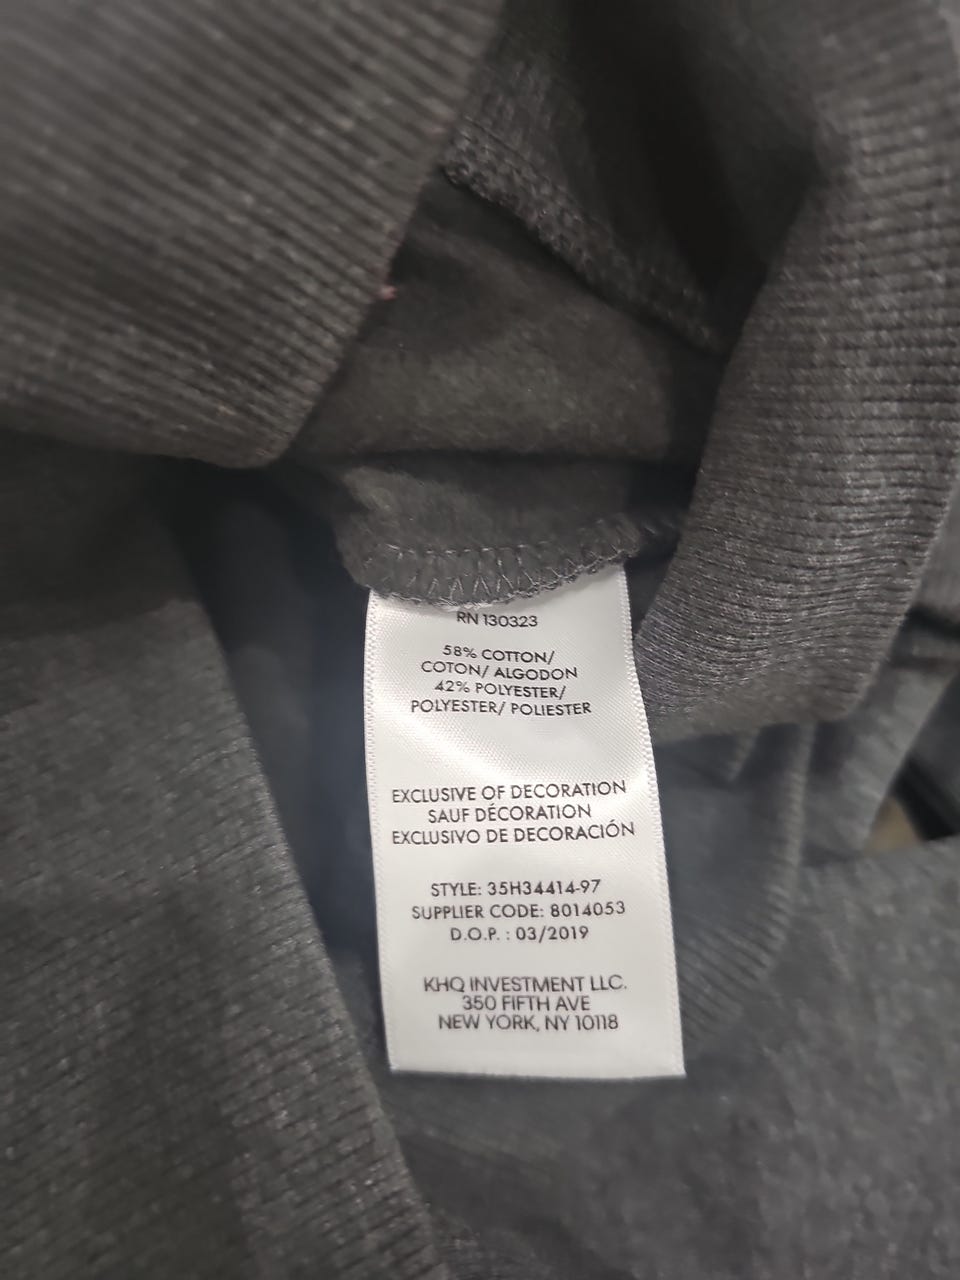 RN 130323
58% COTTON/
COTON/ ALGODON
42% POLYESTER/
POLYESTER/ POLIESTER
EXCLUSIVE OF DECORATION
SAUF DÉCORATION
EXCLUSIVO DE DECORACIÓN
STYLE: 35H34414-97
SUPPLIER CODE: 8014053
D.O.P. : 03/2019
KHQ INVESTMENT LLC.
350 FIFTH AVE
NEW YORK, NY 10118